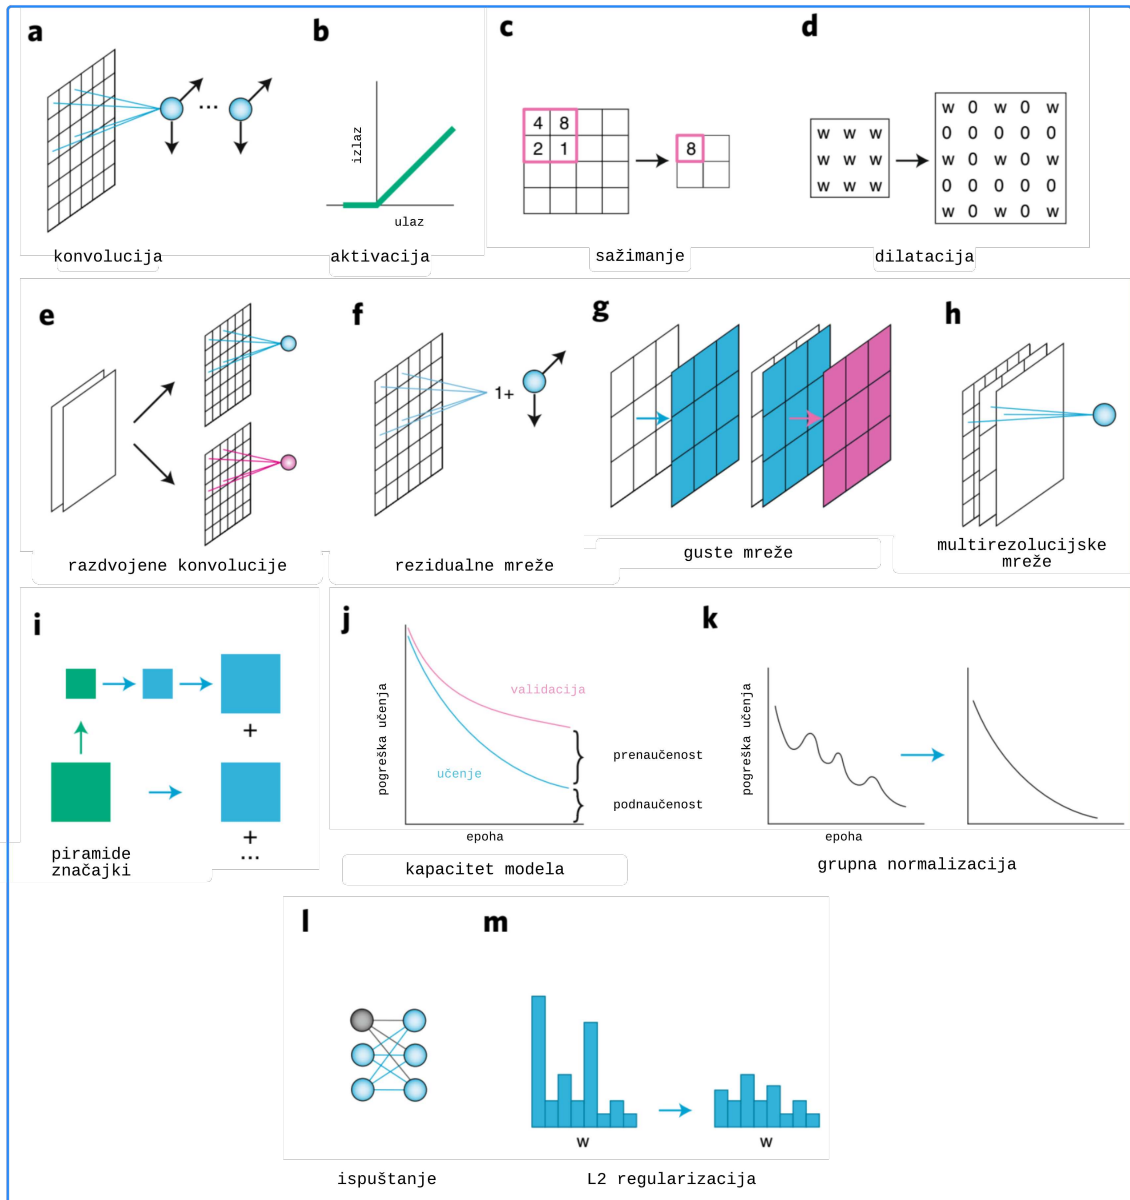 a
b
c
d
izlaz
ulaz
4 8
2 1
8
w w w
w w w
w w w
w 0 w 0 w
0 0 0 0 0
w 0 w 0 w
0 0 0 0 0
w 0 w 0 w
konvolucija
aktivacija
sažimanje
dilatacija
e
f
g
h
1+
razdvojene konvolucije
rezidualne mreže
guste mreže
multirezolucijske
mreže
i
j
k
+
+
...
piramide
značajki
pogreška učenja
validacija
učenje
prenaučenost
podnaučenost
epoha
kapacitet modela
pogreška učenja
epoha
grupna normalizacija
l
m
w
w
ispuštanje
L2 regularizacija